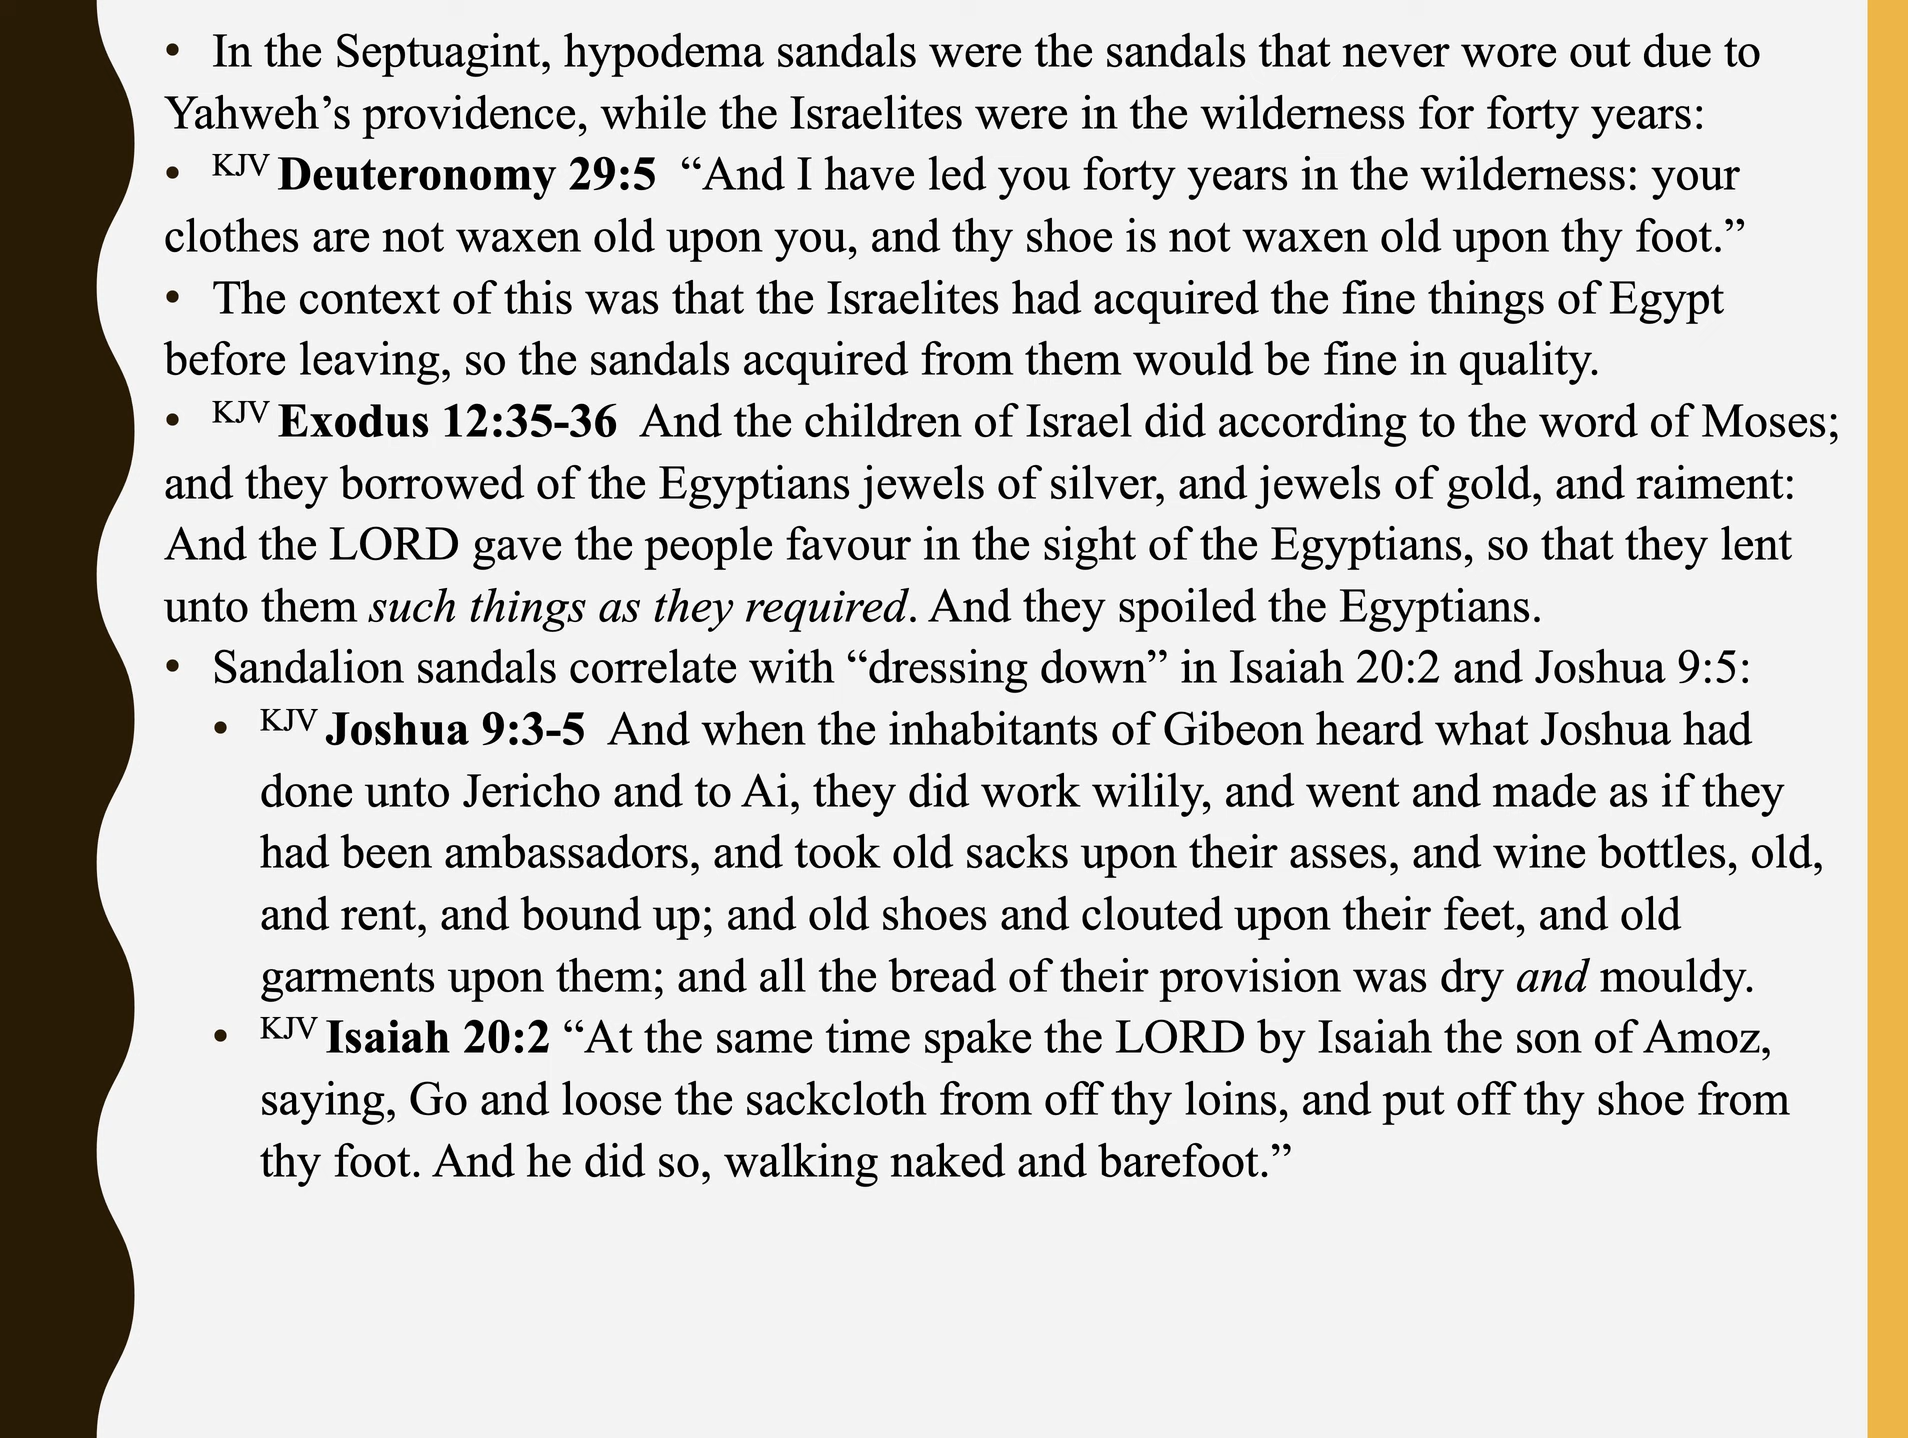 • In the Septuagint, hypodema sandals were the sandals that never wore out due to
Yahweh’s providence, while the Israelites were in the wilderness for forty years:
• KJV Deuteronomy 29:5 “And I have led you forty years in the wilderness: your
clothes are not waxen old upon you, and thy shoe is not waxen old upon thy foot.”
• The context of this was that the Israelites had acquired the fine things of Egypt
before leaving, so the sandals acquired from them would be fine in quality.
• KJV Exodus 12:35-36 And the children of Israel did according to the word of Moses;
and they borrowed of the Egyptians jewels of silver, and jewels of gold, and raiment:
And the LORD gave the people favour in the sight of the Egyptians, so that they lent
unto them such things as they required. And they spoiled the Egyptians.
• Sandalion sandals correlate with “dressing down” in Isaiah 20:2 and Joshua 9:5:
• KJV Joshua 9:3-5 And when the inhabitants of Gibeon heard what Joshua had
done unto Jericho and to Ai, they did work wilily, and went and made as if they
had been ambassadors, and took old sacks upon their asses, and wine bottles, old,
and rent, and bound up; and old shoes and clouted upon their feet, and old
garments upon them; and all the bread of their provision was dry and mouldy.
• KJV Isaiah 20:2 “At the same time spake the LORD by Isaiah the son of Amoz,
saying, Go and loose the sackcloth from off thy loins, and put off thy shoe from
thy foot. And he did so, walking naked and barefoot.”